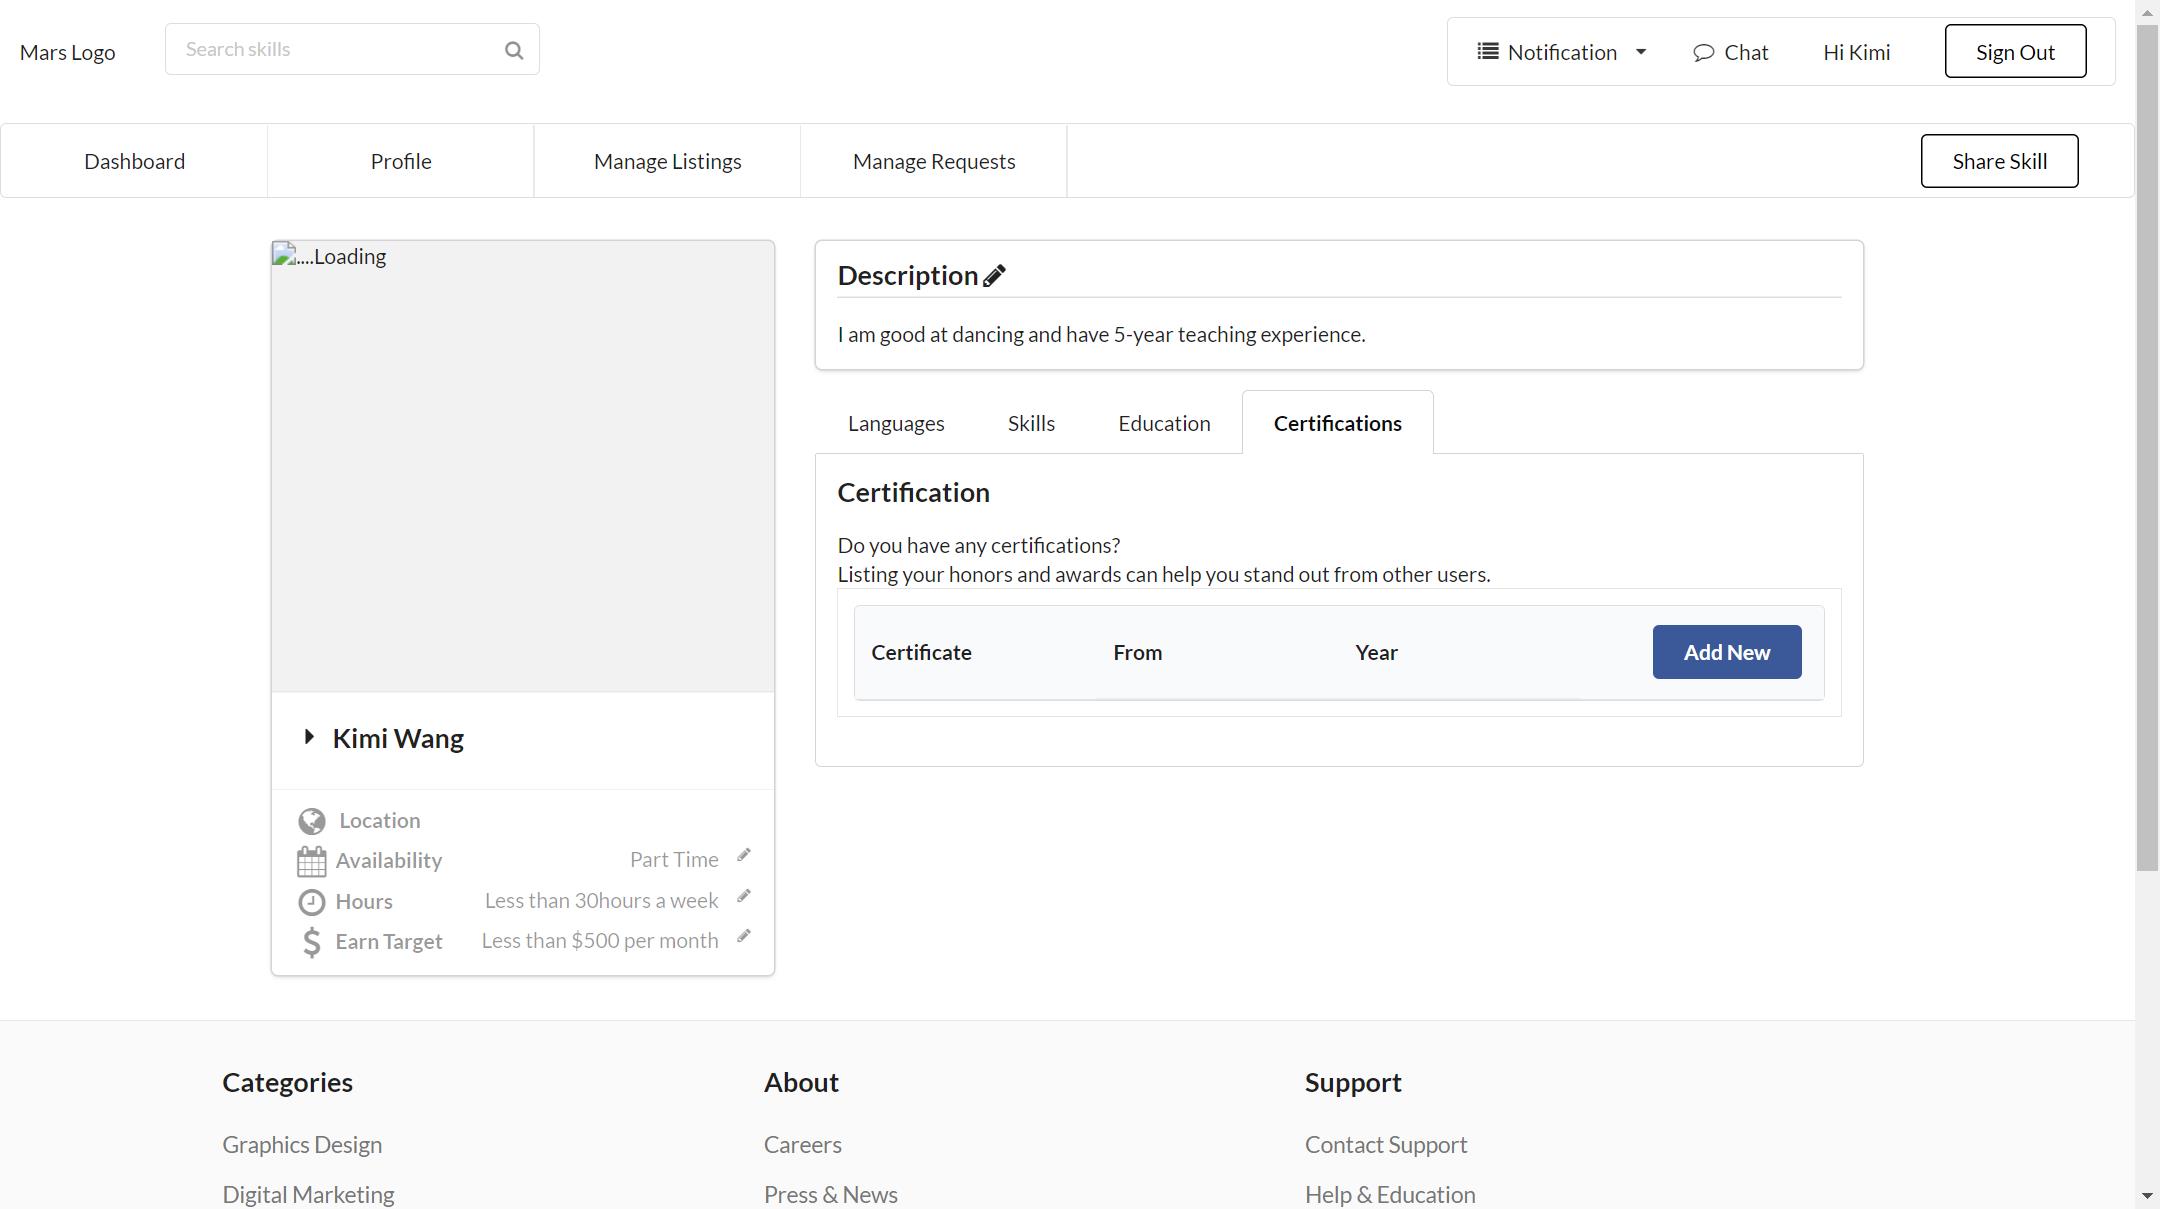 Mars Logo
Search skills
Notification
Chat
Hi Kimi
Sign Out
Dashboard
Profile
Manage Listings
Manage Requests
Share Skill
....Loading
Kimi Wang
Location
Availability Part Time
Hours Less than 30hours a week
Earn Target Less than $500 per month
Description
I am good at dancing and have 5-year teaching experience.
Languages
Skills
Education
Certifications
Certification
Do you have any certifications?
Listing your honors and awards can help you stand out from other users.
Certificate From Year Add New
Categories
Graphics Design
Digital Marketing
About
Careers
Press & News
Support
Contact Support
Help & Education